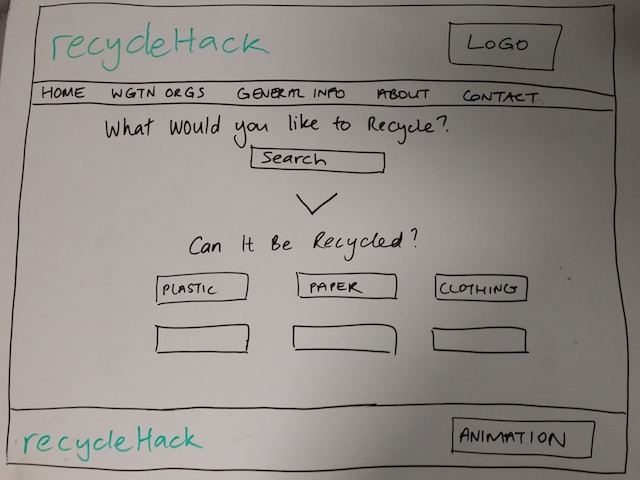 recycleHack
LOGO
HOME WGTN ORGS GENERAL INFO ABOUT CONTACT
What Would you like to Recycle?
Search
Can It Be Recycled?
PLASTIC PAPER CLOTHING
recycleHack
ANIMATION